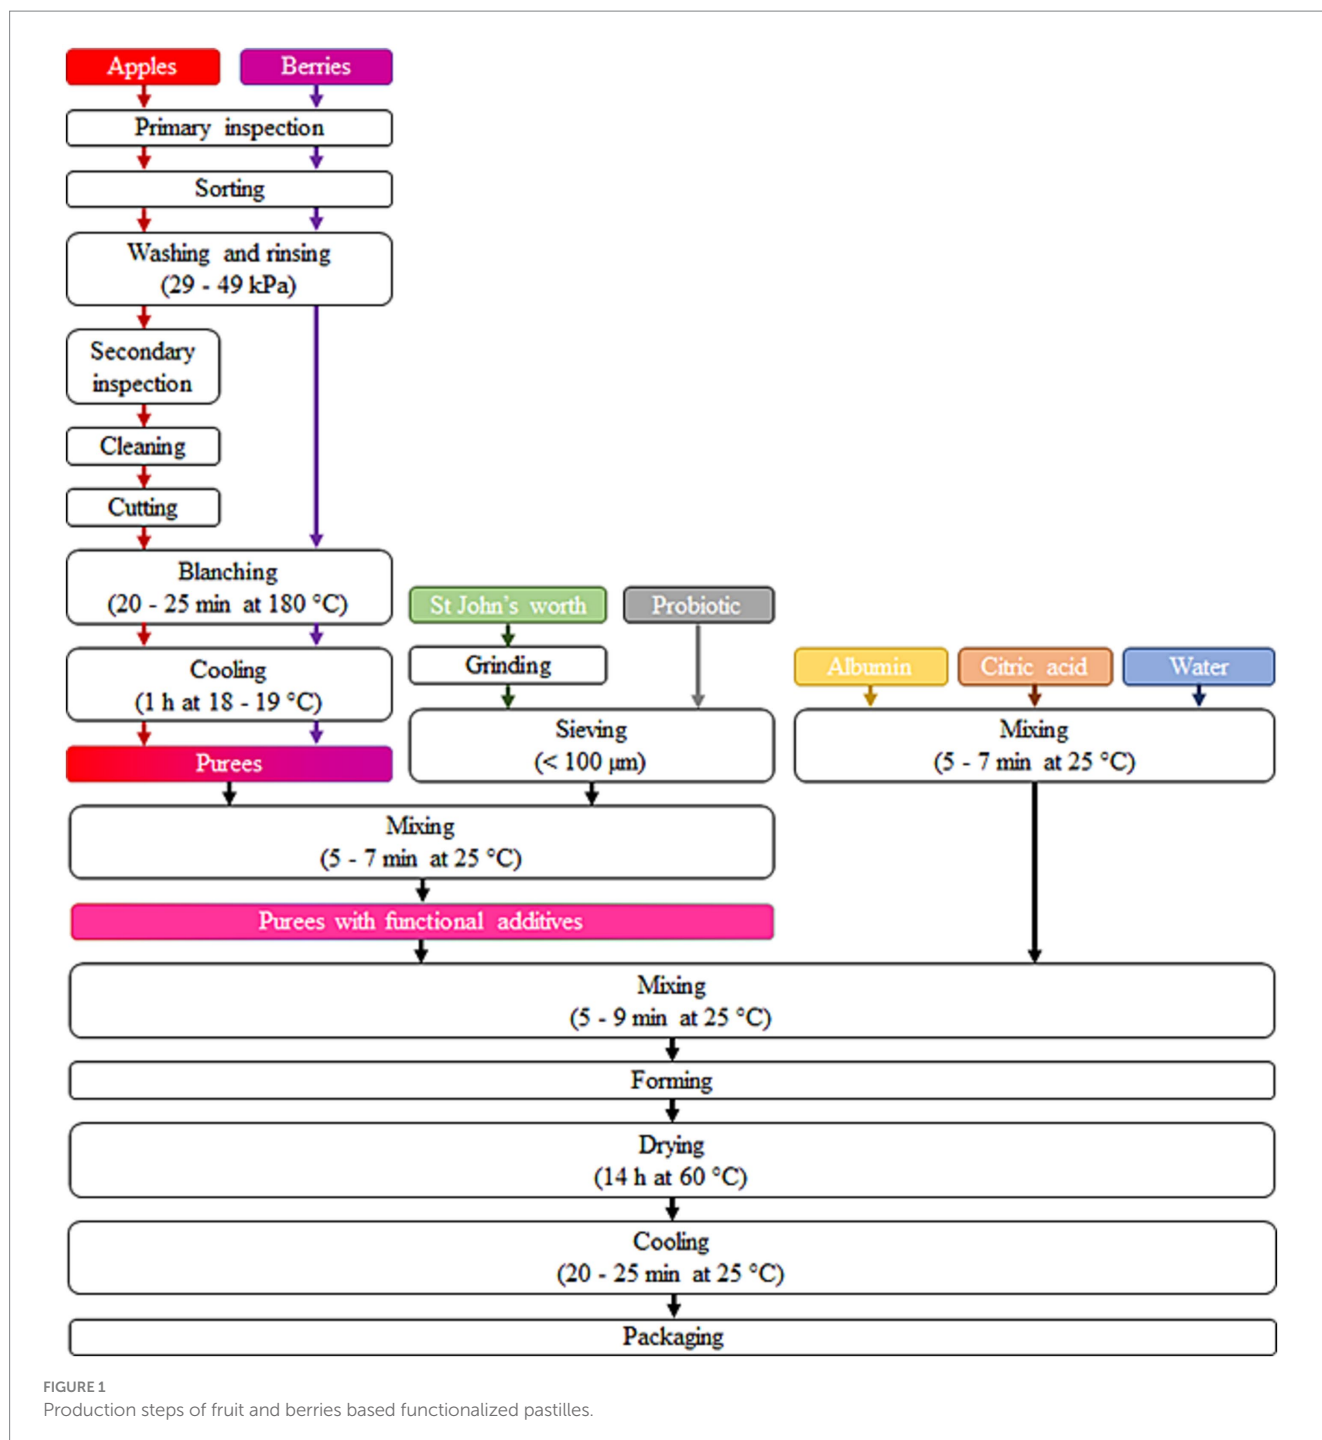 Apples
Berries
Primary inspection
Sorting
Washing and rinsing
(29 - 49 kPa)
Secondary
inspection
Cleaning
Cutting
Blanching
(20 - 25 min at 180 °C)
Cooling
(1 h at 18 - 19 °C)
Purees
St John's worth
Probiotic
Grinding
Sieving
(< 100 μm)
Albumin
Citric acid
Water
Mixing
(5 - 7 min at 25 °C)
Mixing
(5 - 7 min at 25 °C)
Purees with functional additives
Mixing
(5 - 9 min at 25 °C)
Forming
Drying
(14 h at 60 °C)
Cooling
(20 - 25 min at 25 °C)
Packaging
FIGURE 1
Production steps of fruit and berries based functionalized pastilles.